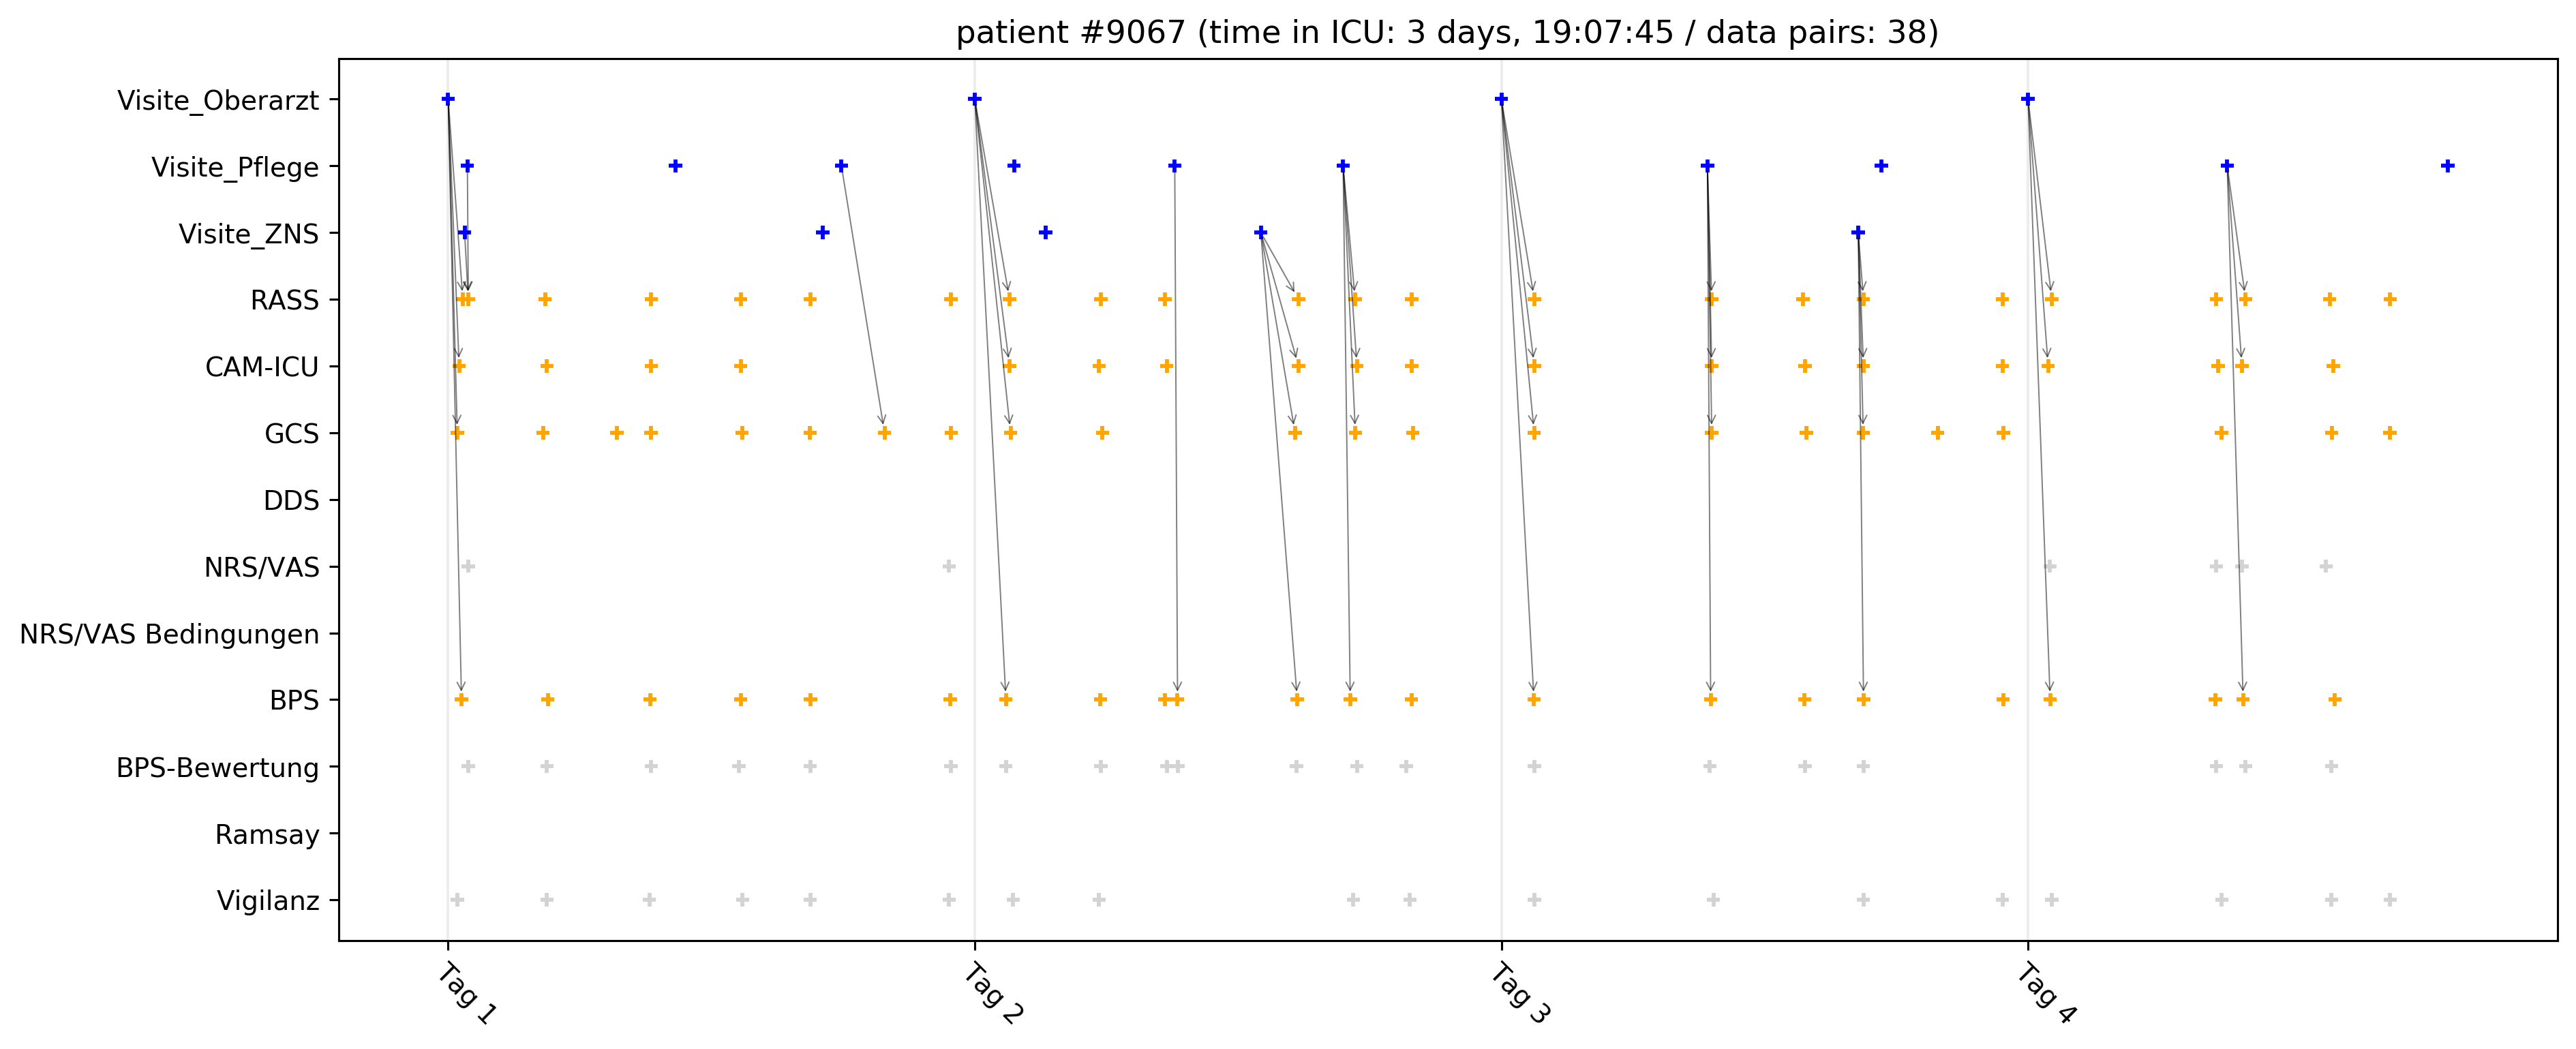 patient #9067 (time in ICU: 3 days, 19:07:45 / data pairs: 38)
Visite_Oberarzt
Visite_Pflege
Visite_ZNS
RASS
CAM-ICU
GCS
DDS
NRS/VAS
NRS/VAS Bedingungen
BPS
BPS-Bewertung
Ramsay
Vigilanz
Tag 1
Tag 2
Tag 3
Tag 4